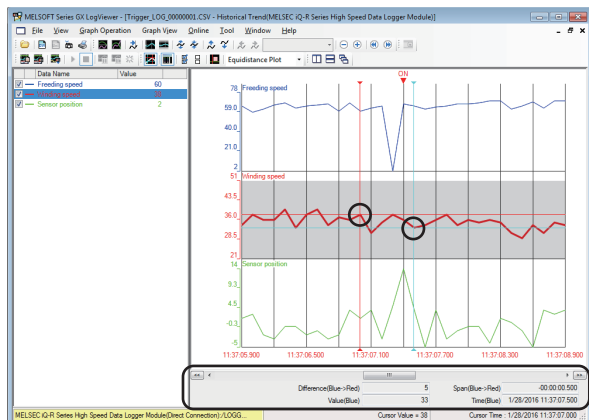 MELSOFT Series GX LogViewer - [Trigger_LOG_00000001.CSV - Historical Trend(MELSEC iQ-R Series High Speed Data Logger Module)]
File View Graph Operation Graph View Online Tool Window Help
Equidistance Plot
Data Name Value
Freeding speed 60
Winding speed 38
Sensor position 2
ON
Freeding speed
78
59.0
40.0
21.0
2
Winding speed
51
43.5
36.0
28.5
21
Sensor position
14
9.3
4.5
-0.3
-5
11:37:05.900 11:37:06.500 11:37:07.100 11:37:07.700 11:37:08.300 11:37:08.900
Difference(Blue->Red) 5 Span(Blue->Red) -00:00:00.500
Value(Blue) 33 Time(Blue) 1/28/2016 11:37:07.500
MELSEC iQ-R Series High Speed Data Logger Module(Direct Connection):/LOGG... Cursor Value = 38 Cursor Time : 1/28/2016 11:37:07.000